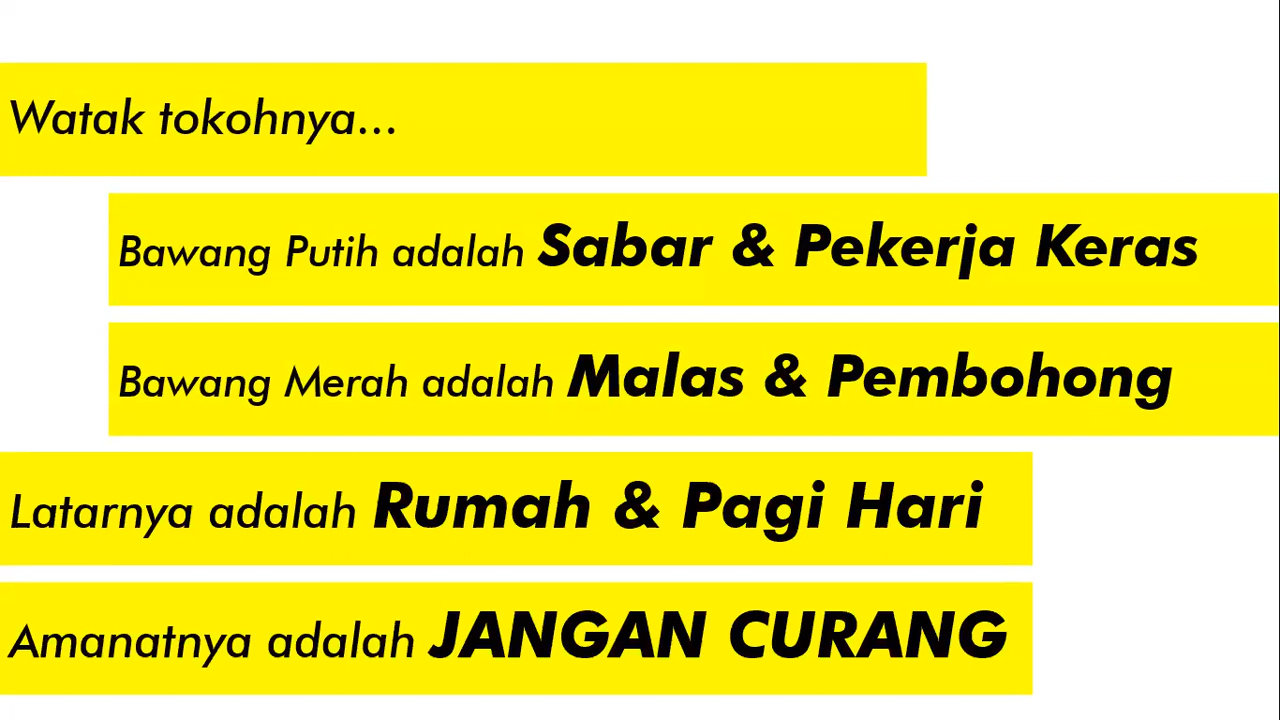 Watak tokohnya...
Bawang Putih adalah Sabar & Pekerja Keras
Bawang Merah adalah Malas & Pembohong
Latarnya adalah Rumah & Pagi Hari
Amanatnya adalah JANGAN CURANG